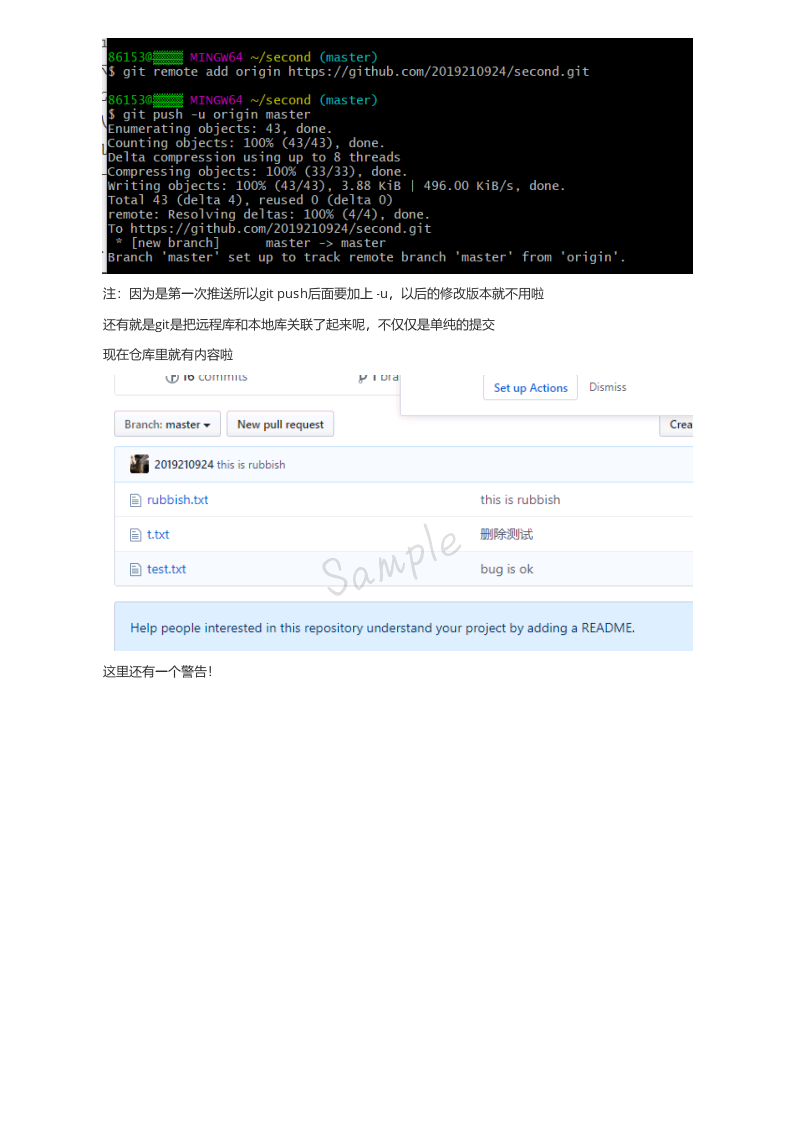 86153@▒▒▒▒ MINGW64 ~/second (master)
$ git remote add origin https://github.com/2019210924/second.git
86153@▒▒▒▒ MINGW64 ~/second (master)
$ git push -u origin master
Enumerating objects: 43, done.
Counting objects: 100% (43/43), done.
Delta compression using up to 8 threads
Compressing objects: 100% (33/33), done.
Writing objects: 100% (43/43), 3.88 KiB | 496.00 KiB/s, done.
Total 43 (delta 4), reused 0 (delta 0)
remote: Resolving deltas: 100% (4/4), done.
To https://github.com/2019210924/second.git
* [new branch] master -> master
Branch 'master' set up to track remote branch 'master' from 'origin'.
注：因为是第一次推送所以git push后面要加上 -u，以后的修改版本就不用啦
还有就是git是把远程库和本地库关联了起来呢，不仅仅是单纯的提交
现在仓库里就有内容啦
16 commits 1 bra
Set up Actions Dismiss
Branch: master New pull request Crea
2019210924 this is rubbish
rubbish.txt this is rubbish
t.txt 删除测试
test.txt bug is ok
Sample
Help people interested in this repository understand your project by adding a README.
这里还有一个警告！